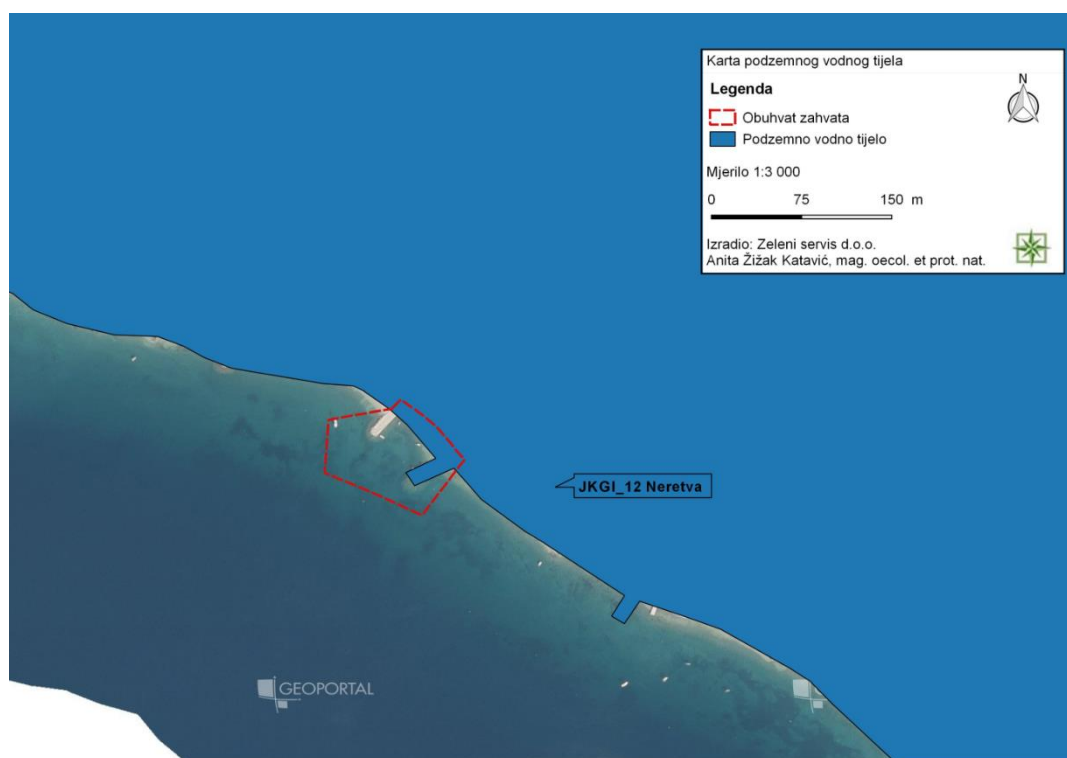 Karta podzemnog vodnog tijela
Legenda
N
Obuhvat zahvata
Podzemno vodno tijelo
Mjerilo 1:3 000
0 75 150 m
Izradio: Zeleni servis d.o.o.
Anita Žižak Katavić, mag. oecol. et prot. nat.
JKGI_12 Neretva
GEOPORTAL